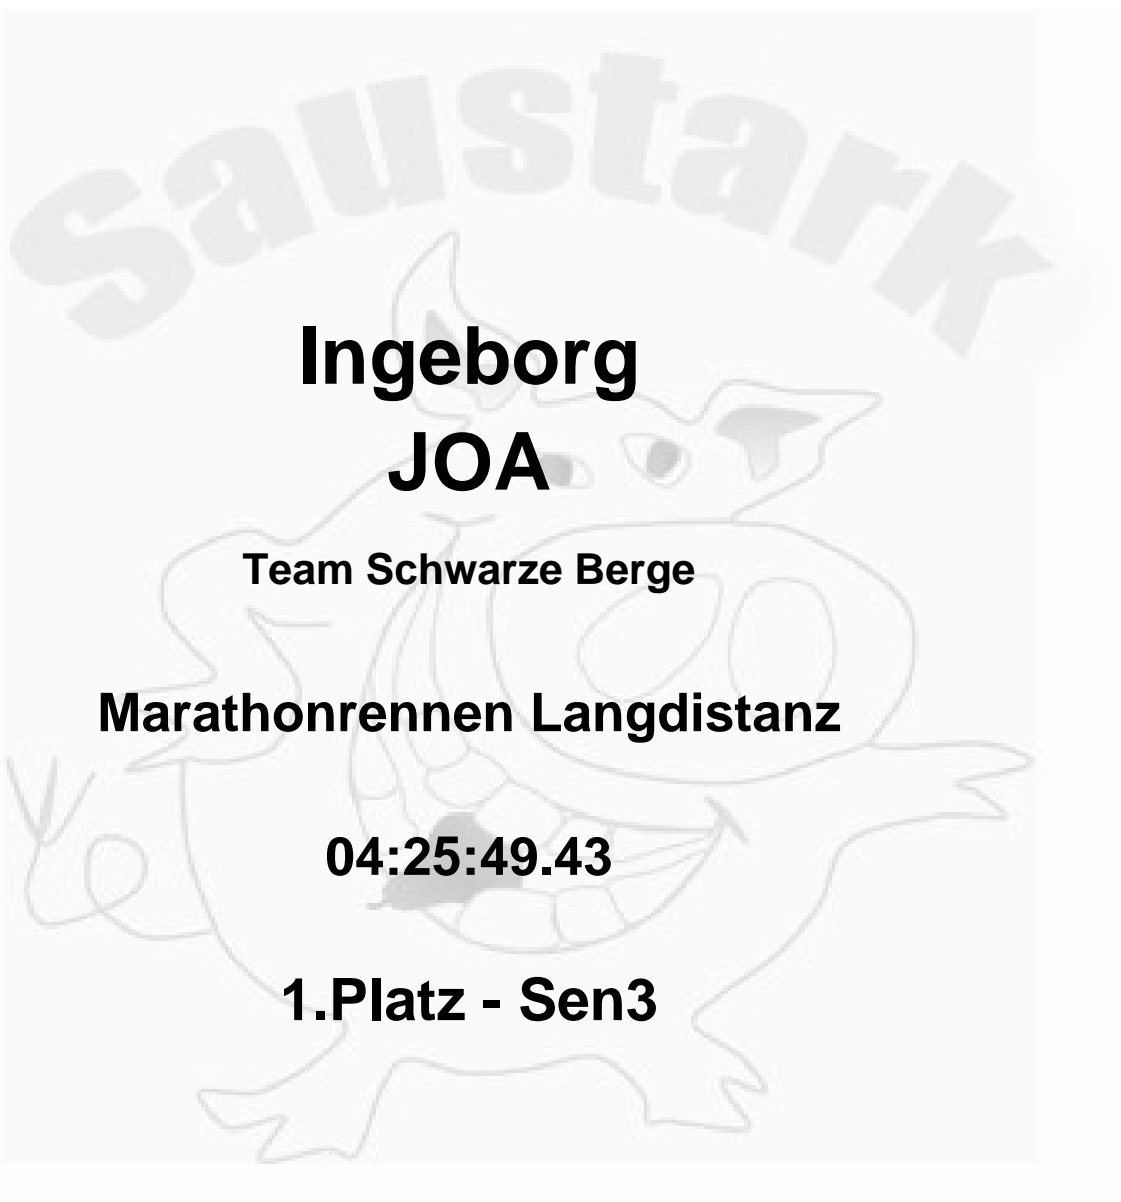 Saustark
Ingeborg
JOA
Team Schwarze Berge
Marathonrennen Langdistanz
04:25:49.43
1.Platz - Sen3